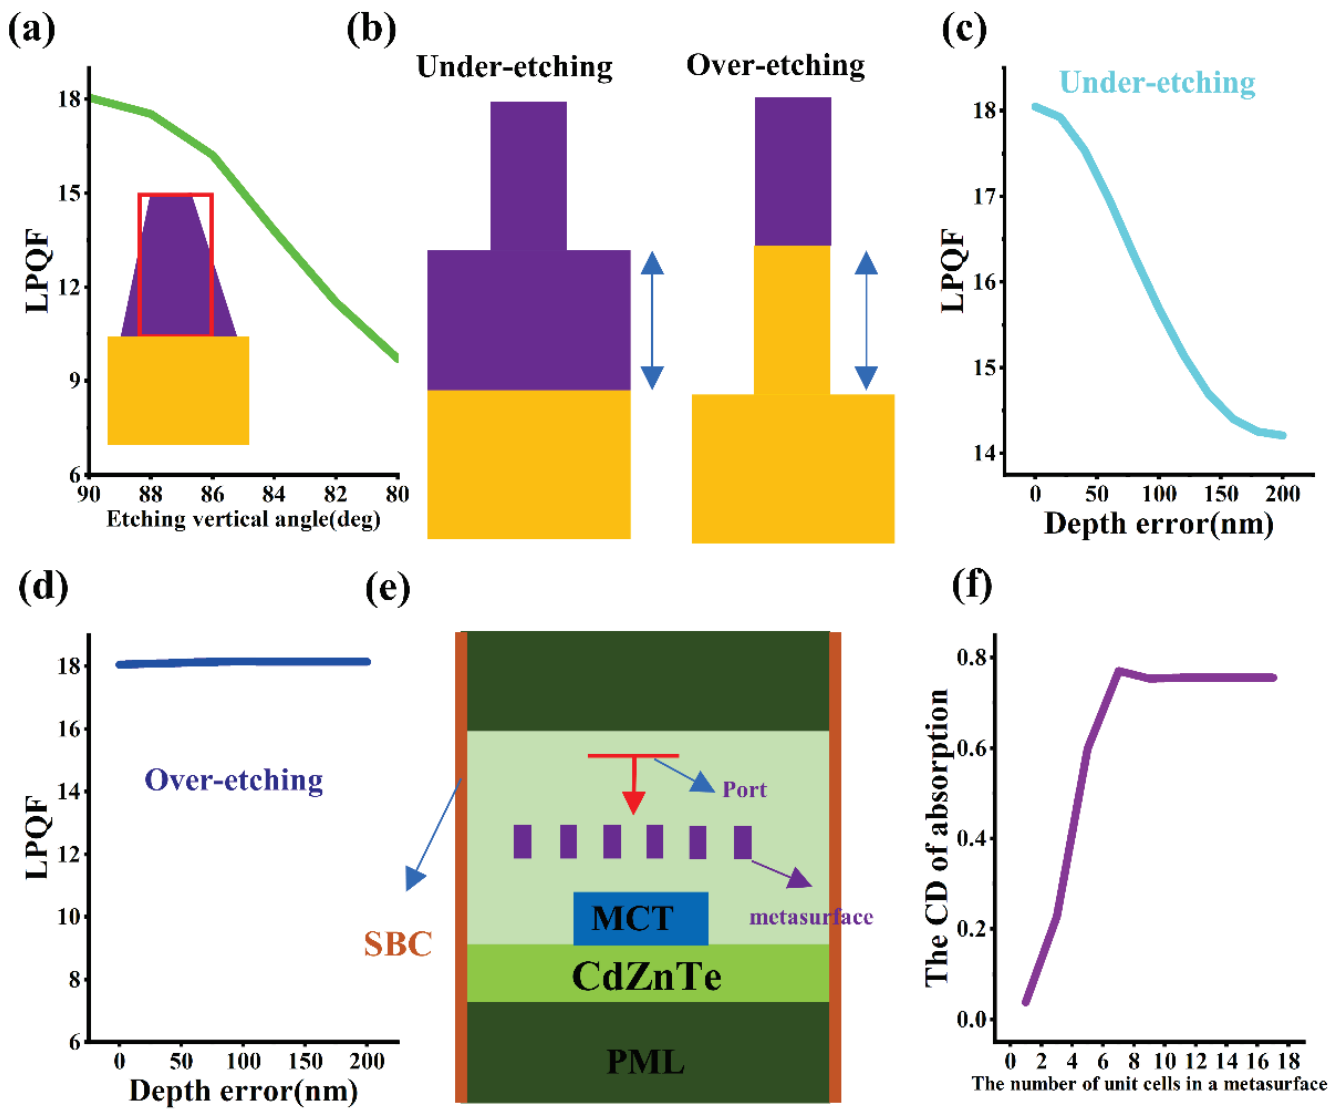 (a)
18
15
12
9
6
LPQF
90 88 86 84 82 80
Etching vertical angle(deg)
(b)
Under-etching
Over-etching
(c)
Under-etching
18
17
16
15
14
LPQF
0 50 100 150 200
Depth error(nm)
(d)
18
16
14
12
10
8
6
LPQF
Over-etching
0 50 100 150 200
Depth error(nm)
(e)
Port
metasurface
MCT
SBC
CdZnTe
PML
(f)
0.8
0.6
0.4
0.2
0.0
The CD of absorption
0 2 4 6 8 10 12 14 16 18
The number of unit cells in a metasurface